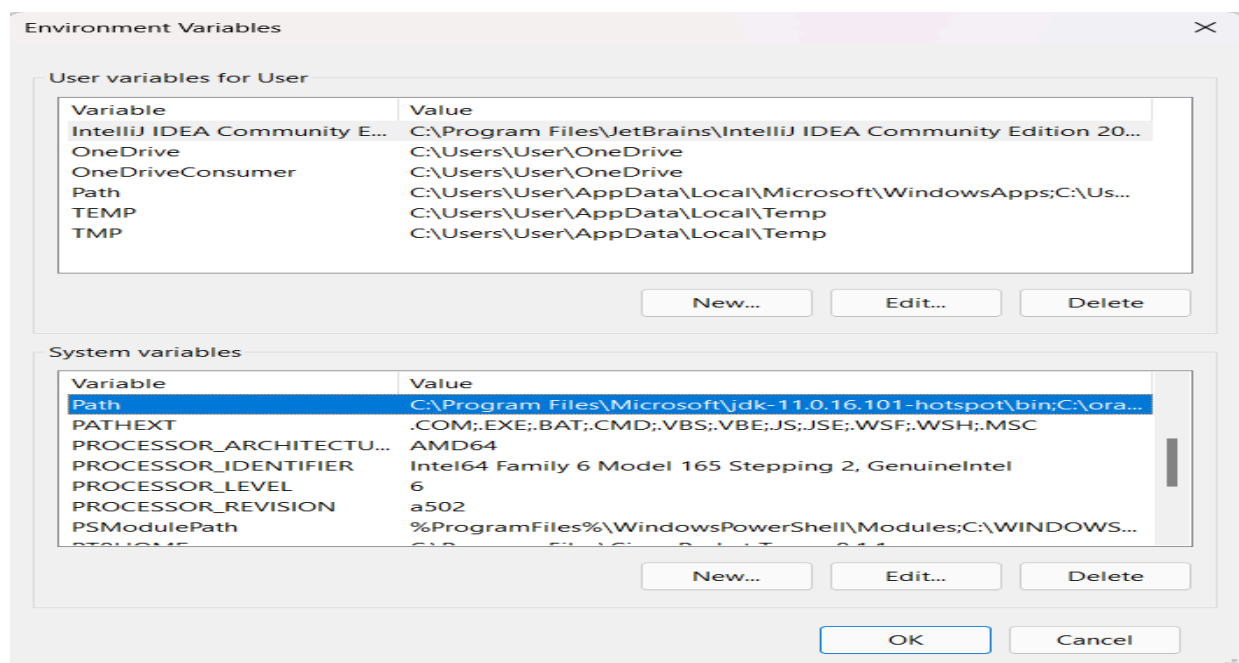 Environment Variables
User variables for User
Variable Value
IntelliJ IDEA Community E... C:\Program Files\JetBrains\IntelliJ IDEA Community Edition 20...
OneDrive C:\Users\User\OneDrive
OneDriveConsumer C:\Users\User\OneDrive
Path C:\Users\User\AppData\Local\Microsoft\WindowsApps;C:\Us...
TEMP C:\Users\User\AppData\Local\Temp
TMP C:\Users\User\AppData\Local\Temp
New... Edit... Delete
System variables
Variable Value
Path C:\Program Files\Microsoft\jdk-11.0.16.101-hotspot\bin;C:\ora...
PATHEXT .COM;.EXE;.BAT;.CMD;.VBS;.VBE;.JS;.JSE;.WSF;.WSH;.MSC
PROCESSOR_ARCHITECTU... AMD64
PROCESSOR_IDENTIFIER Intel64 Family 6 Model 165 Stepping 2, GenuineIntel
PROCESSOR_LEVEL 6
PROCESSOR_REVISION a502
PSModulePath %ProgramFiles%\WindowsPowerShell\Modules;C:\WINDOWS...
New... Edit... Delete
OK Cancel